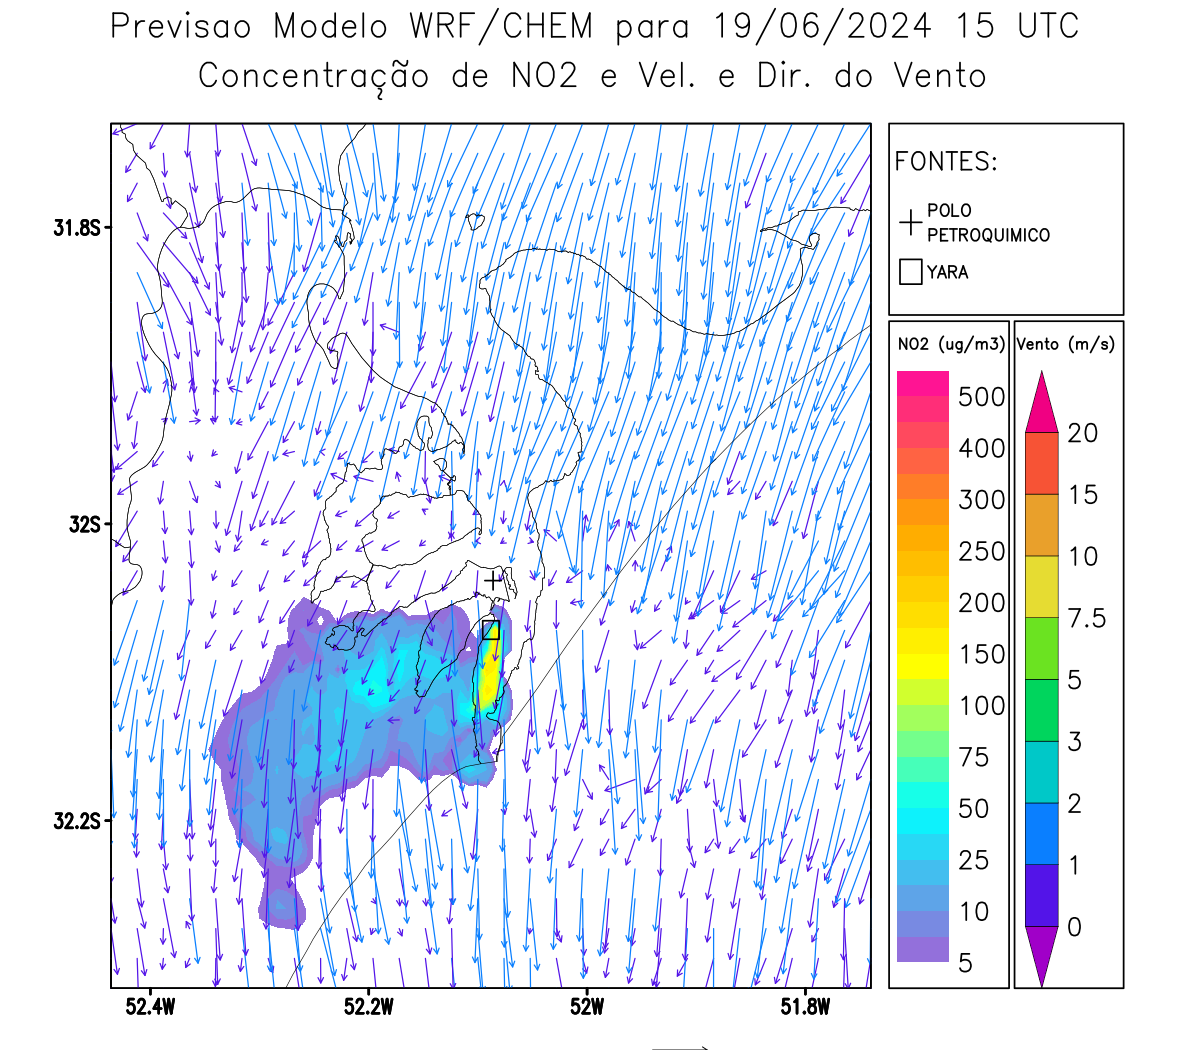 Previsao Modelo WRF/CHEM para 19/06/2024 15 UTC
Concentração de NO2 e Vel. e Dir. do Vento
FONTES:
POLO
PETROQUIMICO
YARA
31.8S
32S
32.2S
52.4W
52.2W
52W
51.8W
NO2 (ug/m3)
500
400
300
250
200
150
100
75
50
25
10
5
Vento (m/s)
20
15
10
7.5
5
3
2
1
0